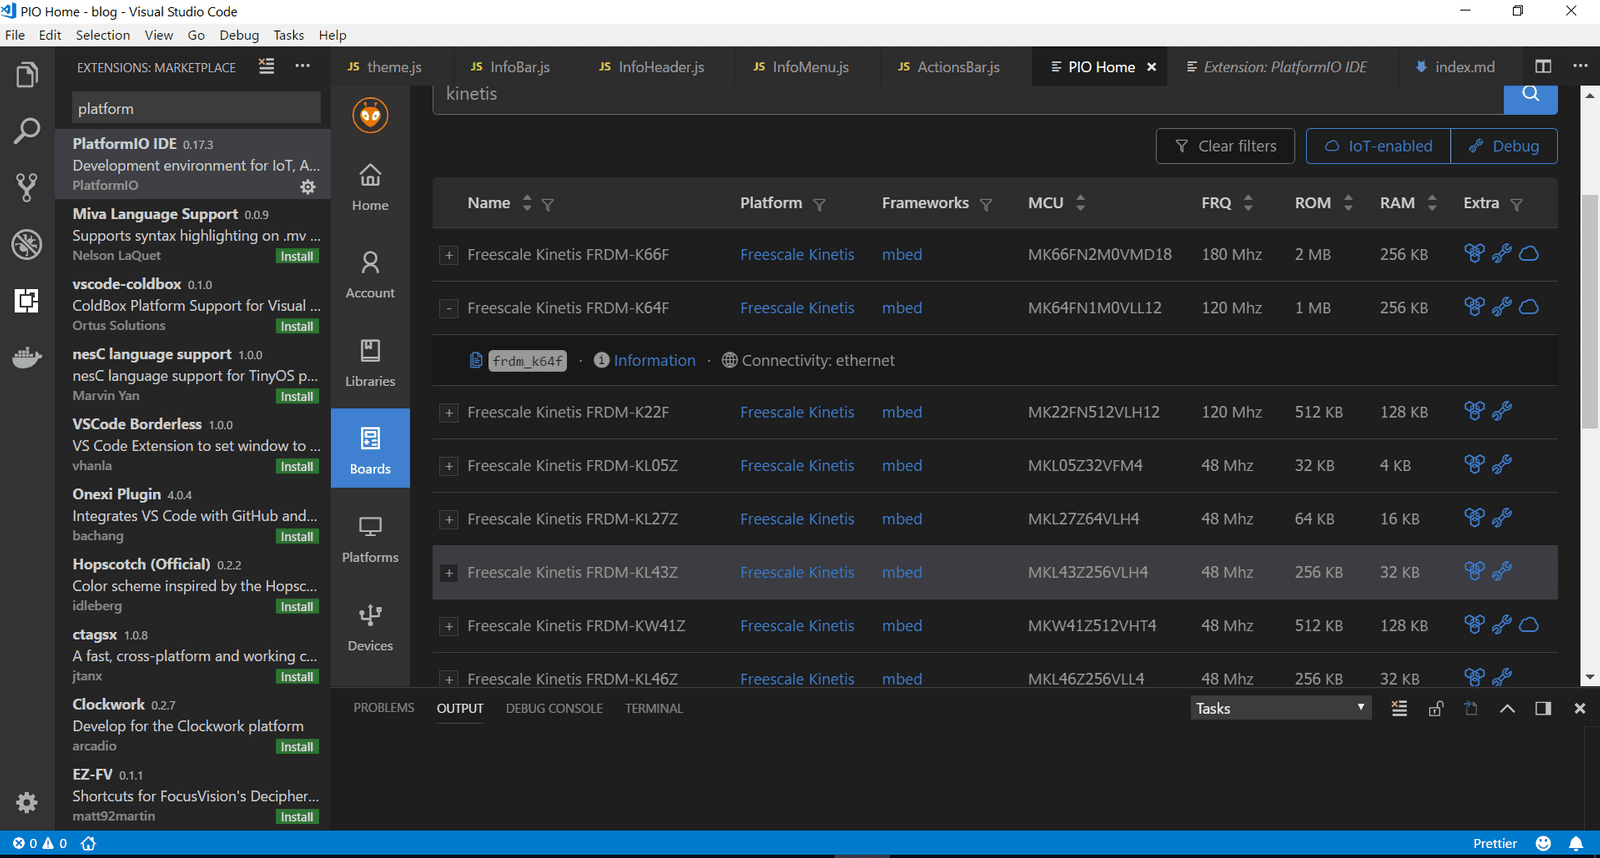 PIO Home - blog - Visual Studio Code
File Edit Selection View Go Debug Tasks Help
EXTENSIONS: MARKETPLACE
platform
PlatformIO IDE 0.17.3
Development environment for IoT, A...
PlatformIO
Miva Language Support 0.0.9
Supports syntax highlighting on .mv ...
Nelson LaQuet Install
vscode-coldbox 0.1.0
ColdBox Platform Support for Visual ...
Ortus Solutions Install
nesC language support 1.0.0
nesC language support for TinyOS p...
Marvin Yan Install
VSCode Borderless 1.0.0
VS Code Extension to set window to ...
vhanla Install
Onexi Plugin 4.0.4
Integrates VS Code with GitHub and...
bachang Install
Hopscotch (Official) 0.2.2
Color scheme inspired by the Hopsc...
idleberg Install
ctagsx 1.0.8
A fast, cross-platform and working c...
jtanx Install
Clockwork 0.2.7
Develop for the Clockwork platform
arcadio Install
EZ-FV 0.1.1
Shortcuts for FocusVision's Decipher...
matt92martin Install
JS theme.js JS InfoBar.js JS InfoHeader.js JS InfoMenu.js JS ActionsBar.js PIO Home Extension: PlatformIO IDE index.md
Home
Account
Libraries
Boards
Platforms
Devices
kinetis
Clear filters IoT-enabled Debug
Name Platform Frameworks MCU FRQ ROM RAM Extra
+ Freescale Kinetis FRDM-K66F Freescale Kinetis mbed MK66FN2M0VMD18 180 Mhz 2 MB 256 KB
- Freescale Kinetis FRDM-K64F Freescale Kinetis mbed MK64FN1M0VLL12 120 Mhz 1 MB 256 KB
frdm_k64f · Information · Connectivity: ethernet
+ Freescale Kinetis FRDM-K22F Freescale Kinetis mbed MK22FN512VLH12 120 Mhz 512 KB 128 KB
+ Freescale Kinetis FRDM-KL05Z Freescale Kinetis mbed MKL05Z32VFM4 48 Mhz 32 KB 4 KB
+ Freescale Kinetis FRDM-KL27Z Freescale Kinetis mbed MKL27Z64VLH4 48 Mhz 64 KB 16 KB
+ Freescale Kinetis FRDM-KL43Z Freescale Kinetis mbed MKL43Z256VLH4 48 Mhz 256 KB 32 KB
+ Freescale Kinetis FRDM-KW41Z Freescale Kinetis mbed MKW41Z512VHT4 48 Mhz 512 KB 128 KB
+ Freescale Kinetis FRDM-KL46Z Freescale Kinetis mbed MKL46Z256VLL4 48 Mhz 256 KB 32 KB
PROBLEMS OUTPUT DEBUG CONSOLE TERMINAL Tasks
0 0 Prettier